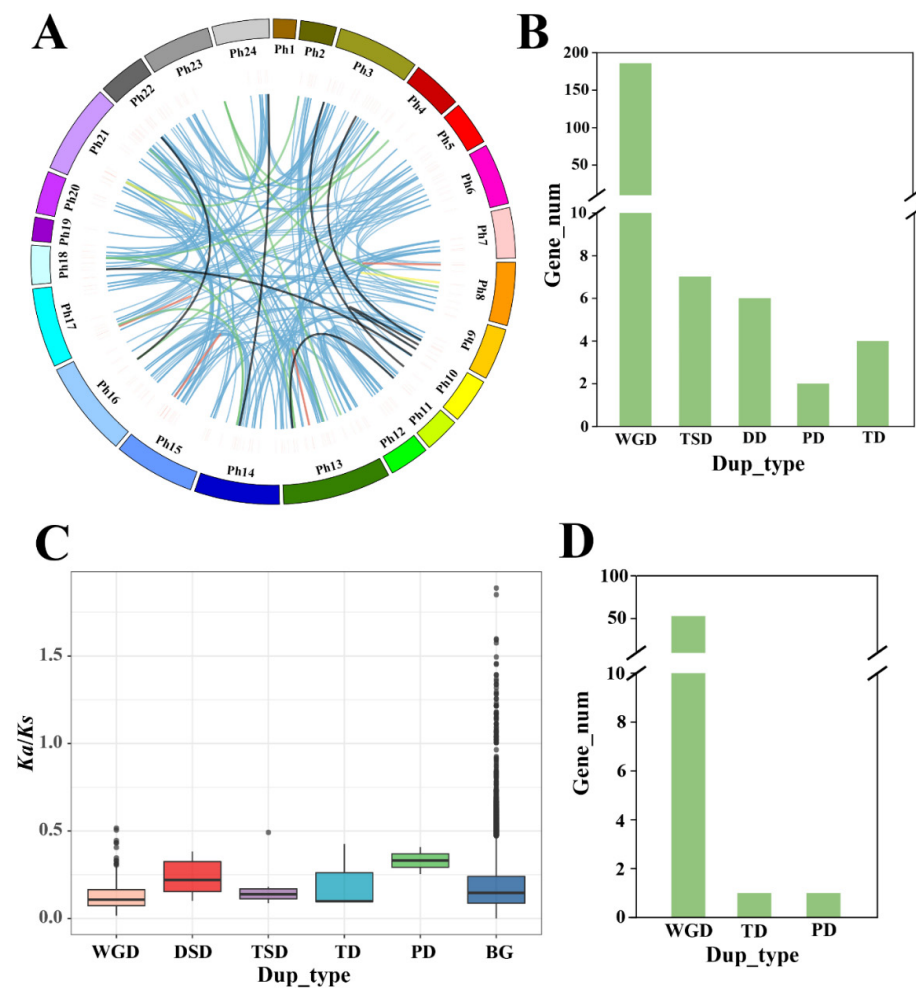 A
Ph1
Ph2
Ph3
Ph4
Ph5
Ph6
Ph7
Ph8
Ph9
Ph10
Ph11
Ph12
Ph13
Ph14
Ph15
Ph16
Ph17
Ph18
Ph19
Ph20
Ph21
Ph22
Ph23
Ph24
B
200
150
100
50
10
8
6
4
2
0
Gene_num
WGD TSD DD PD TD
Dup_type
C
1.5
1.0
0.5
0.0
Ka/Ks
WGD DSD TSD TD PD BG
Dup_type
D
100
50
10
8
6
4
2
0
Gene_num
WGD TD PD
Dup_type